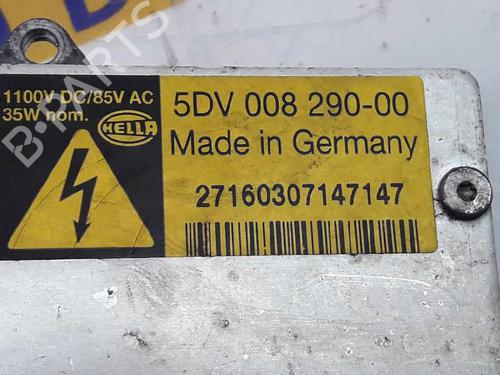 1100V DC/85V AC
35W nom.
HELLA
5DV 008 290-00
Made in Germany
27160307147147
B-PARTS